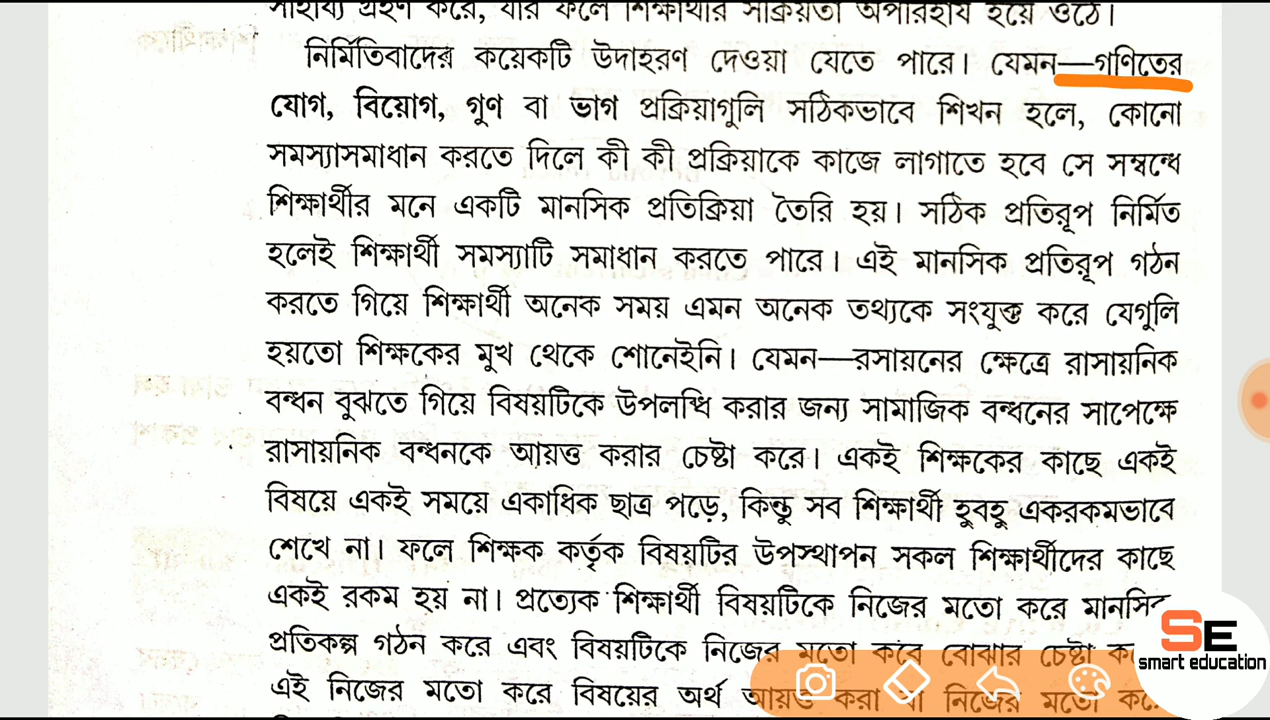 সাহায্য গ্রহণ করে, যার ফলে শিক্ষার্থীর সক্রিয়তা অপরিহার্য হয়ে ওঠে।
নির্মিতিবাদের কয়েকটি উদাহরণ দেওয়া যেতে পারে। যেমন—গণিতের
যোগ, বিয়োগ, গুণ বা ভাগ প্রক্রিয়াগুলি সঠিকভাবে শিখন হলে, কোনো
সমস্যাসমাধান করতে দিলে কী কী প্রক্রিয়াকে কাজে লাগাতে হবে সে সম্বন্ধে
শিক্ষার্থীর মনে একটি মানসিক প্রতিক্রিয়া তৈরি হয়। সঠিক প্রতিরূপ নির্মিত
হলেই শিক্ষার্থী সমস্যাটি সমাধান করতে পারে। এই মানসিক প্রতিরূপ গঠন
করতে গিয়ে শিক্ষার্থী অনেক সময় এমন অনেক তথ্যকে সংযুক্ত করে যেগুলি
হয়তো শিক্ষকের মুখ থেকে শোনেইনি। যেমন—রসায়নের ক্ষেত্রে রাসায়নিক
বন্ধন বুঝতে গিয়ে বিষয়টিকে উপলব্ধি করার জন্য সামাজিক বন্ধনের সাপেক্ষে
রাসায়নিক বন্ধনকে আয়ত্ত করার চেষ্টা করে। একই শিক্ষকের কাছে একই
বিষয়ে একই সময়ে একাধিক ছাত্র পড়ে, কিন্তু সব শিক্ষার্থী হুবহু একরকমভাবে
শেখে না। ফলে শিক্ষক কর্তৃক বিষয়টির উপস্থাপন সকল শিক্ষার্থীদের কাছে
একই রকম হয় না। প্রত্যেক শিক্ষার্থী বিষয়টিকে নিজের মতো করে
প্রতিকল্প গঠন করে এবং বিষয়টিকে নিজের মতো করে বোঝার চেষ্টা
এই নিজের মতো করে বিষয়ের অর্থ আয়ত্ত করা বা নিজের মতো
SE
smart education